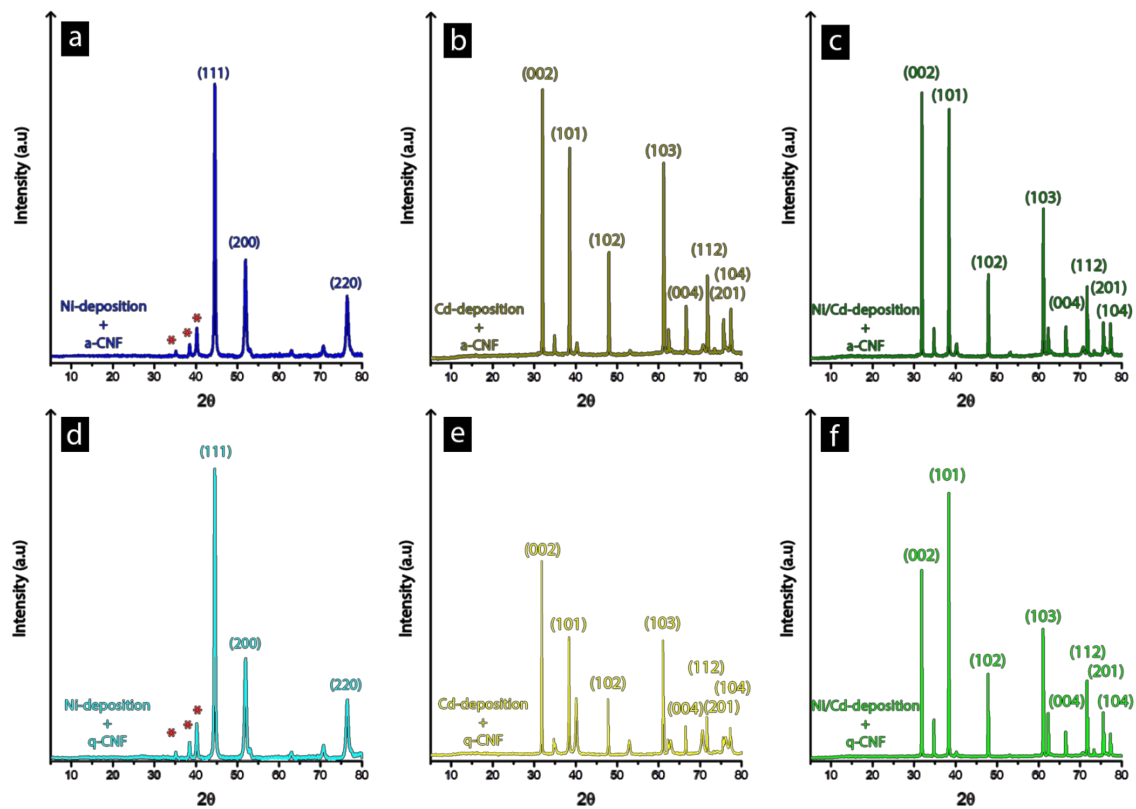 a
Intensity (a.u)
(111)
(200)
(220)
Ni-deposition
+
a-CNF
* * *
10 20 30 40 50 60 70 80
2θ
b
Intensity (a.u)
(002)
(101)
(102)
(103)
(004)
(112)
(104)
(201)
Cd-deposition
+
a-CNF
10 20 30 40 50 60 70 80
2θ
c
Intensity (a.u)
(002)
(101)
(102)
(103)
(004)
(112)
(201)
(104)
Ni/Cd-deposition
+
a-CNF
10 20 30 40 50 60 70 80
2θ
d
Intensity (a.u)
(111)
(200)
(220)
Ni-deposition
+
q-CNF
* * *
10 20 30 40 50 60 70 80
2θ
e
Intensity (a.u)
(002)
(101)
(102)
(103)
(004)
(112)
(104)
(201)
Cd-deposition
+
q-CNF
10 20 30 40 50 60 70 80
2θ
f
Intensity (a.u)
(002)
(101)
(102)
(103)
(004)
(112)
(201)
(104)
Ni/Cd-deposition
+
q-CNF
10 20 30 40 50 60 70 80
2θ